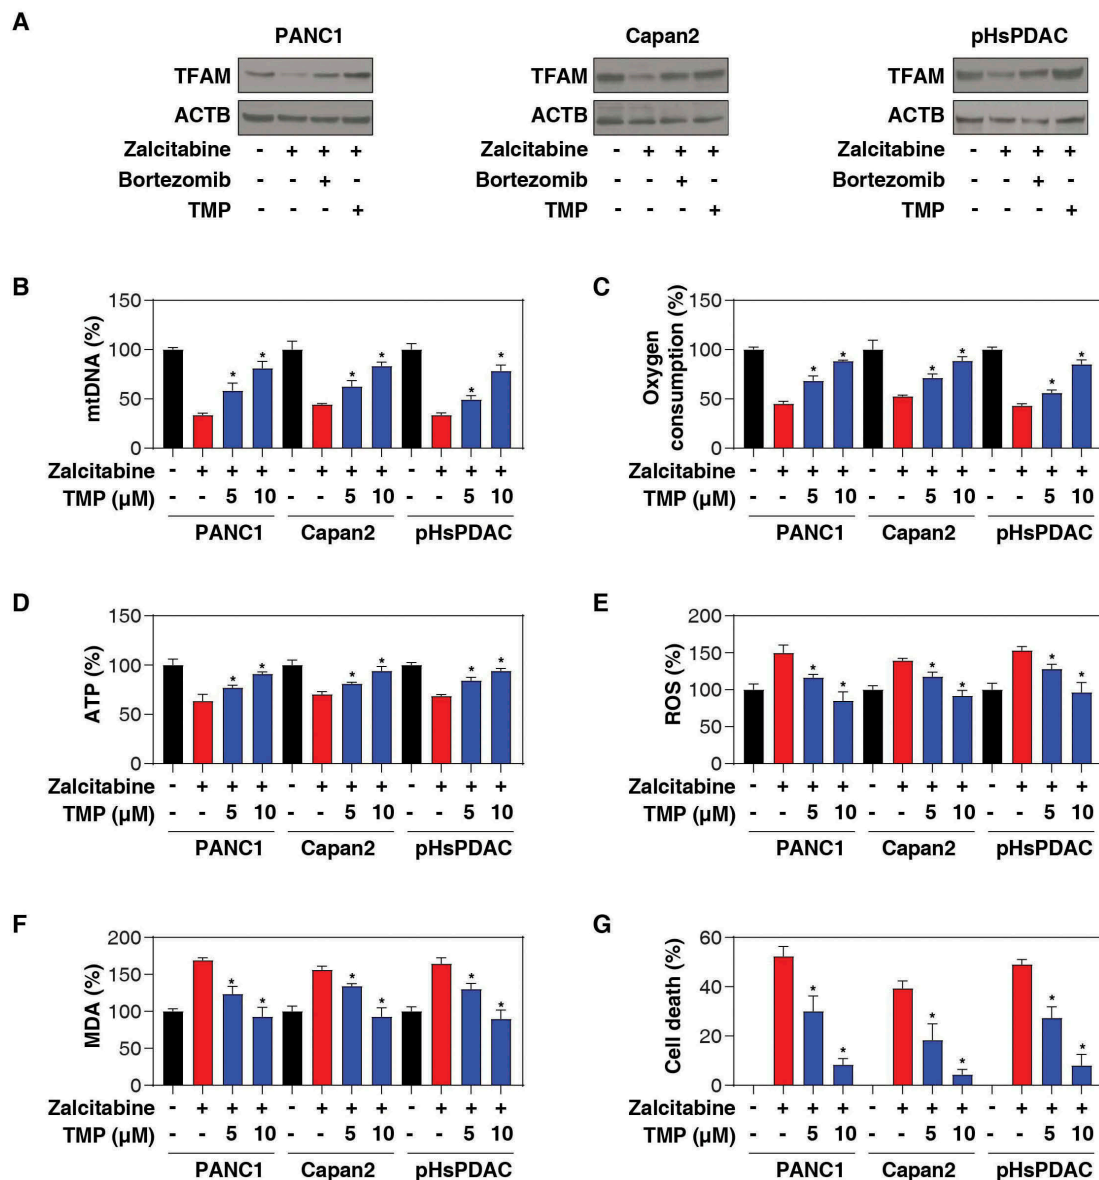 A
PANC1 Capan2 pHsPDAC
TFAM TFAM TFAM
ACTB ACTB ACTB
Zalcitabine - + + + Zalcitabine - + + + Zalcitabine - + + +
Bortezomib - - + - Bortezomib - - + - Bortezomib - - + -
TMP - - - + TMP - - - + TMP - - - +
B
mtDNA (%)
150
100
50
0
* * * * * *
Zalcitabine - + + + - + + + - + + +
TMP (µM) - - 5 10 - - 5 10 - - 5 10
PANC1 Capan2 pHsPDAC
C
Oxygen
consumption (%)
150
100
50
0
* * * * * *
Zalcitabine - + + + - + + + - + + +
TMP (µM) - - 5 10 - - 5 10 - - 5 10
PANC1 Capan2 pHsPDAC
D
ATP (%)
150
100
50
0
* * * * * *
Zalcitabine - + + + - + + + - + + +
TMP (µM) - - 5 10 - - 5 10 - - 5 10
PANC1 Capan2 pHsPDAC
E
ROS (%)
200
150
100
50
0
* * * * * *
Zalcitabine - + + + - + + + - + + +
TMP (µM) - - 5 10 - - 5 10 - - 5 10
PANC1 Capan2 pHsPDAC
F
MDA (%)
200
150
100
50
0
* * * * * *
Zalcitabine - + + + - + + + - + + +
TMP (µM) - - 5 10 - - 5 10 - - 5 10
PANC1 Capan2 pHsPDAC
G
Cell death (%)
60
40
20
0
* * * * * *
Zalcitabine - + + + - + + + - + + +
TMP (µM) - - 5 10 - - 5 10 - - 5 10
PANC1 Capan2 pHsPDAC